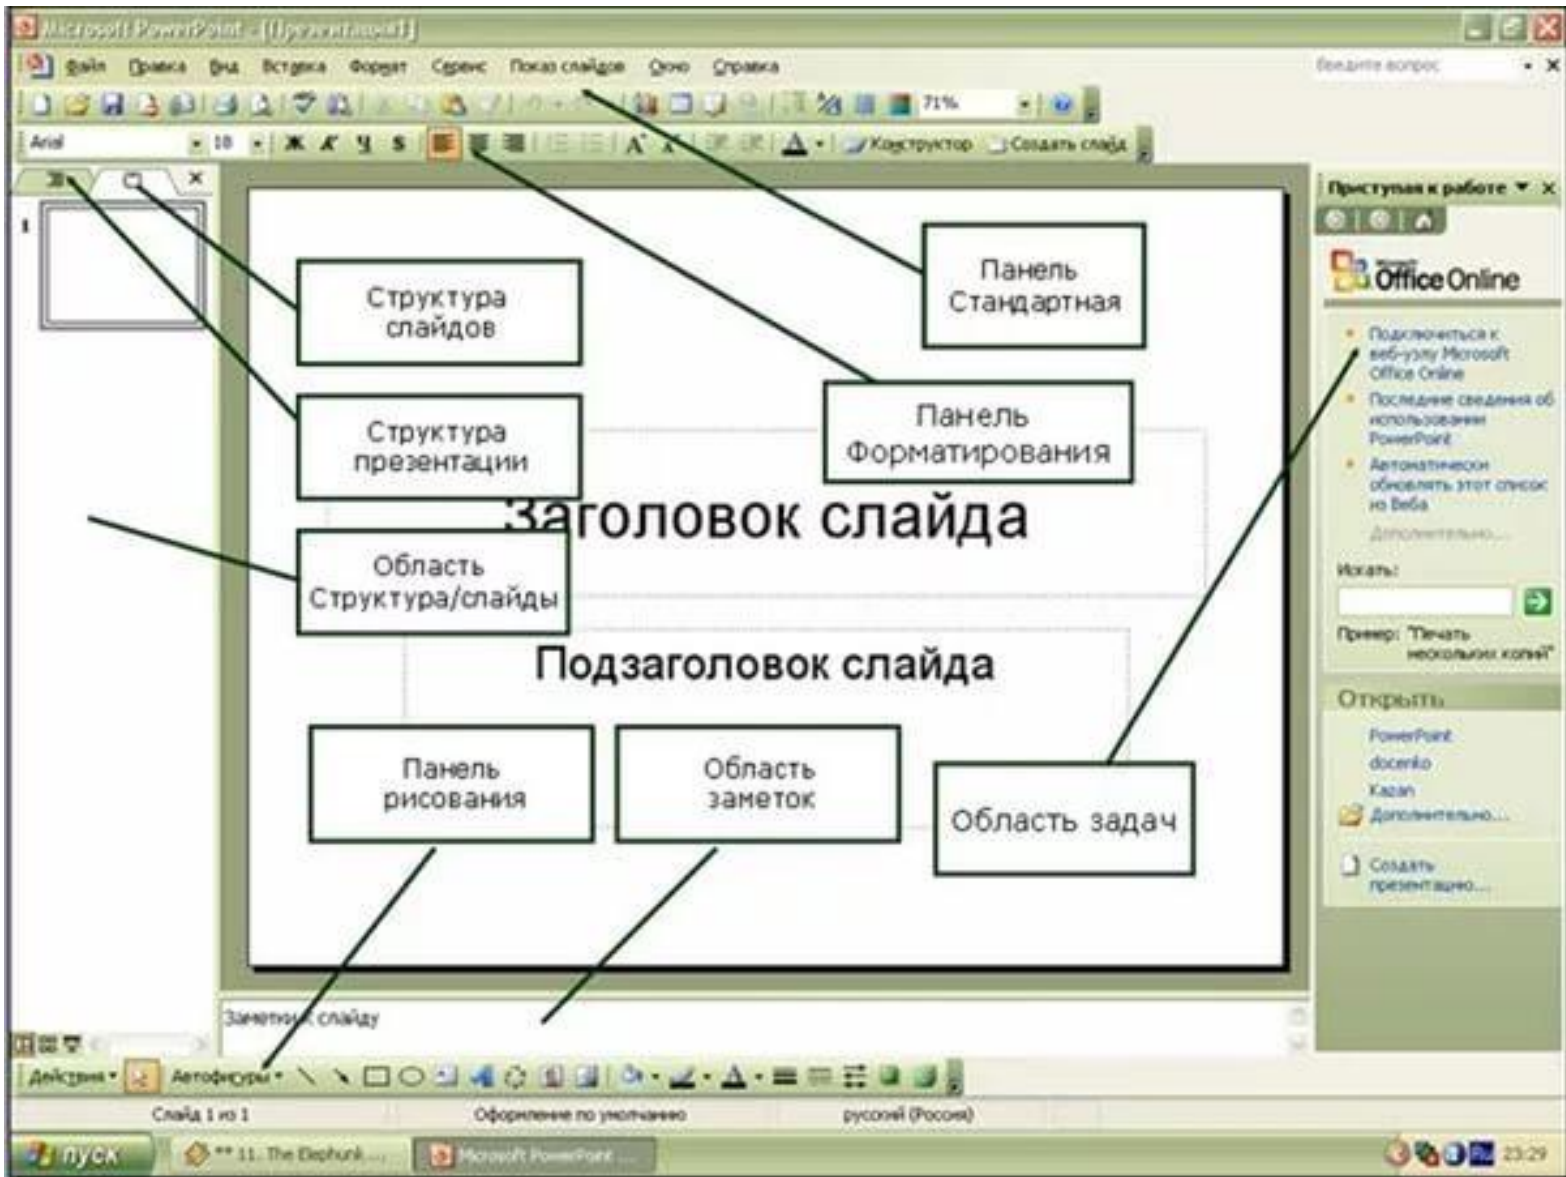 Microsoft PowerPoint - [Презентация1]
Файл Правка Вид Вставка Формат Сервис Показ слайдов Окно Справка
Введите вопрос
71%
Arial 18 Ж К Ч S Конструктор Создать слайд
Приступая к работе
1
Microsoft
Office Online
Подключиться к
веб-узлу Microsoft
Office Online
Последние сведения об
использовании
PowerPoint
Автоматически
обновлять этот список
из Веба
Дополнительно...
Искать:
Пример: "Печать
нескольких копий"
Открыть
PowerPoint
docenko
Kazan
Дополнительно...
Создать
презентацию...
Панель
Стандартная
Структура
слайдов
Панель
Форматирования
Структура
презентации
Заголовок слайда
Область
Структура/слайды
Подзаголовок слайда
Панель
рисования
Область
заметок
Область задач
Заметки к слайду
Действия Автофигуры
Слайд 1 из 1 Оформление по умолчанию русский (Россия)
пуск ** 11. The Elephunk ... Microsoft PowerPoint ... Ru 23:29